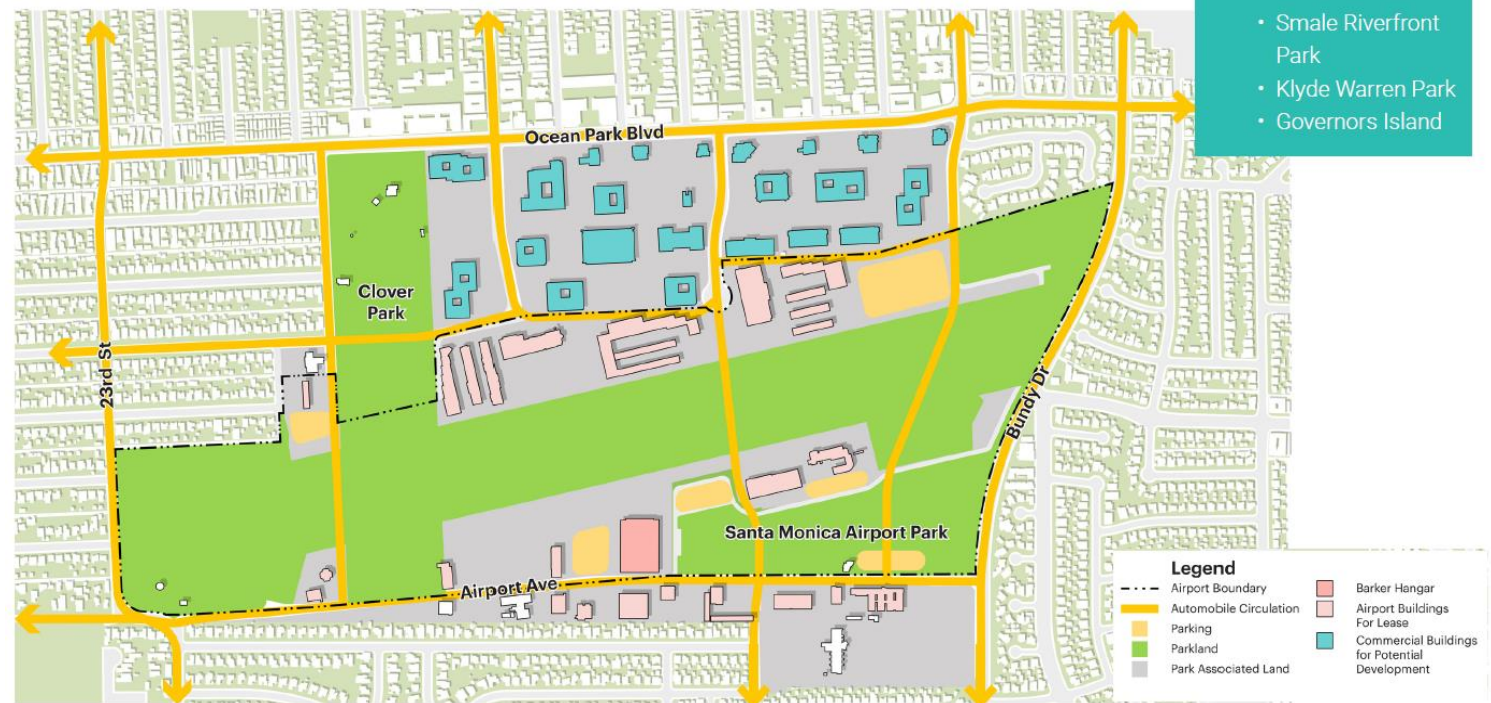 • Smale Riverfront
Park
• Klyde Warren Park
• Governors Island
Ocean Park Blvd
Clover
Park
23rd St
Bundy Dr
Santa Monica Airport Park
Airport Ave
Legend
Airport Boundary
Automobile Circulation
Parking
Parkland
Park Associated Land
Barker Hangar
Airport Buildings
For Lease
Commercial Buildings
for Potential
Development